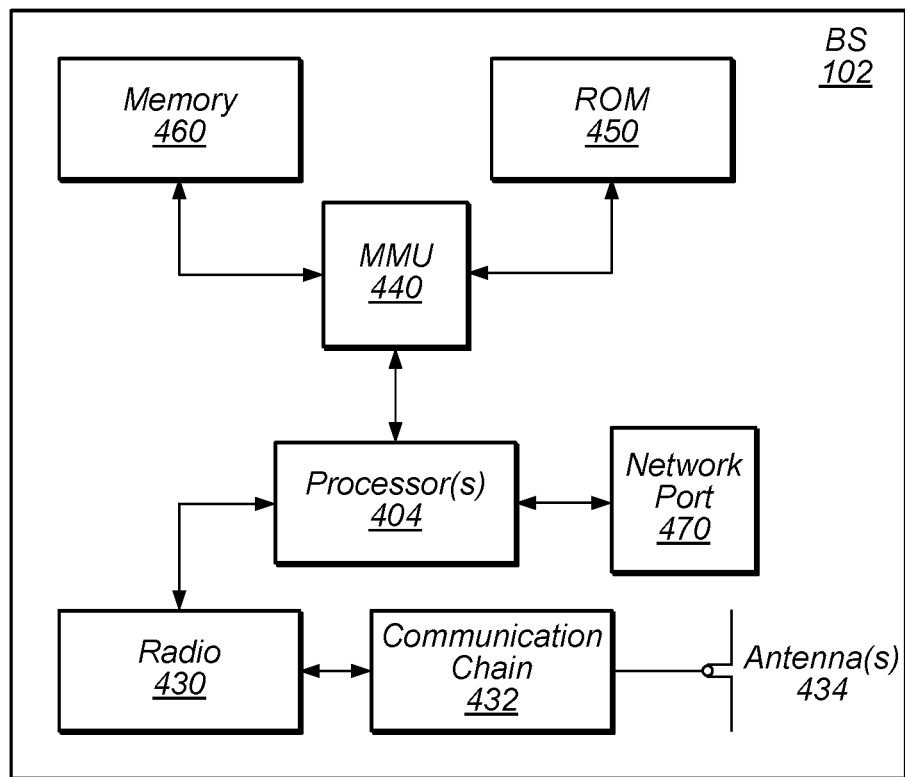 BS
102
Memory
460
ROM
450
MMU
440
Processor(s)
404
Network
Port
470
Radio
430
Communication
Chain
432
Antenna(s)
434